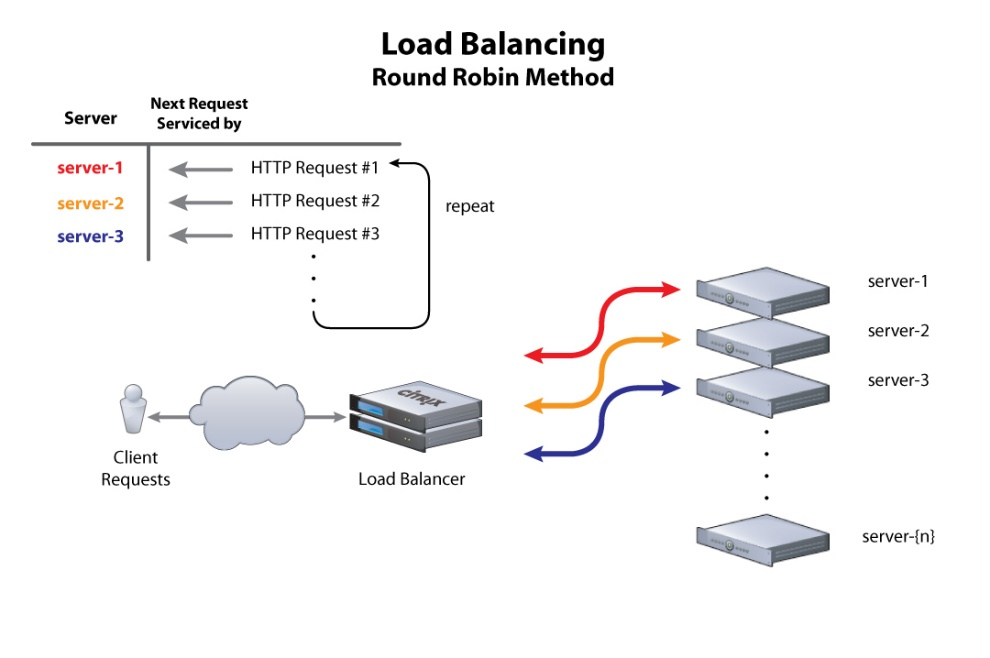 Load Balancing
Round Robin Method
Server
Next Request
Serviced by
server-1
HTTP Request #1
server-2
HTTP Request #2
repeat
server-3
HTTP Request #3
server-1
server-2
server-3
CITRIX
Client
Requests
Load Balancer
server-{n}